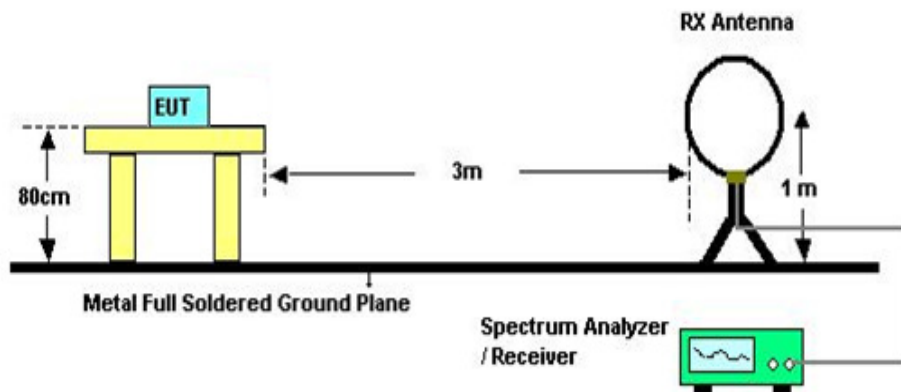 RX Antenna
EUT
80cm
3m
1 m
Metal Full Soldered Ground Plane
Spectrum Analyzer
/ Receiver